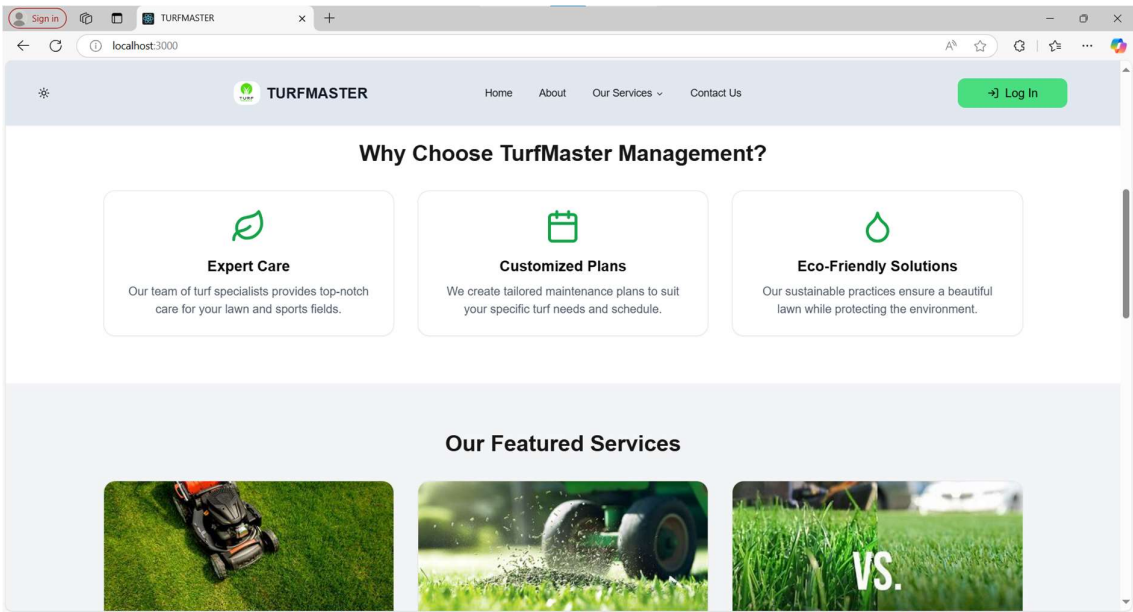 Sign in
TURFMASTER
localhost:3000
TURF
TURFMASTER
Home About Our Services Contact Us
Log In
Why Choose TurfMaster Management?
Expert Care
Our team of turf specialists provides top-notch
care for your lawn and sports fields.
Customized Plans
We create tailored maintenance plans to suit
your specific turf needs and schedule.
Eco-Friendly Solutions
Our sustainable practices ensure a beautiful
lawn while protecting the environment.
Our Featured Services
VS.